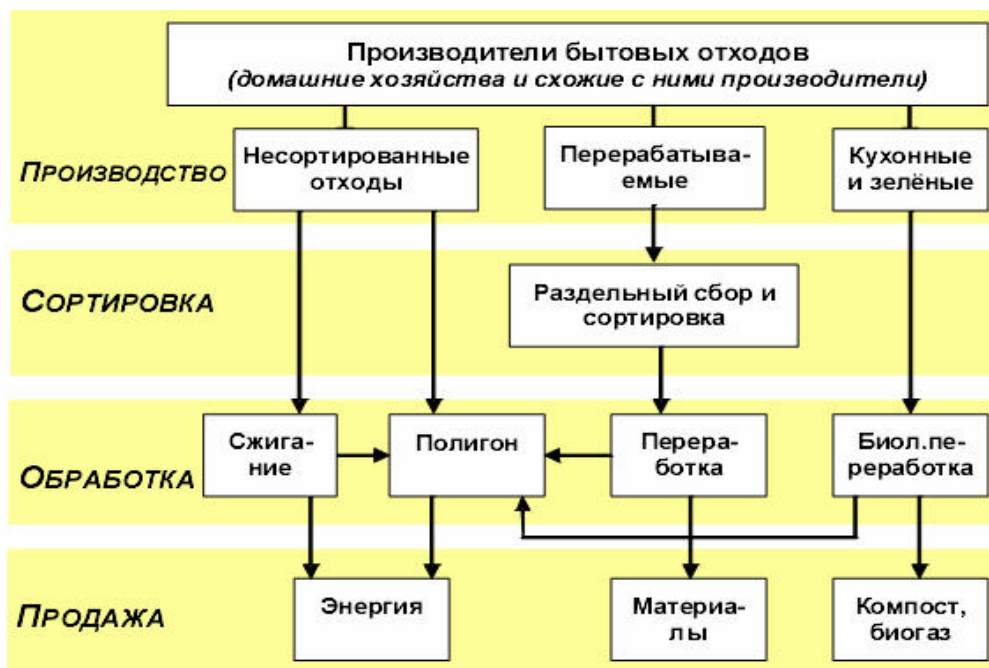 Производители бытовых отходов
(домашние хозяйства и схожие с ними производители)
ПРОИЗВОДСТВО
Несортированные
отходы
Перерабатыва-
емые
Кухонные
и зелёные
СОРТИРОВКА
Раздельный сбор и
сортировка
ОБРАБОТКА
Сжига-
ние
Полигон
Перера-
ботка
Биол.пе-
реработка
ПРОДАЖА
Энергия
Материа-
лы
Компост,
биогаз